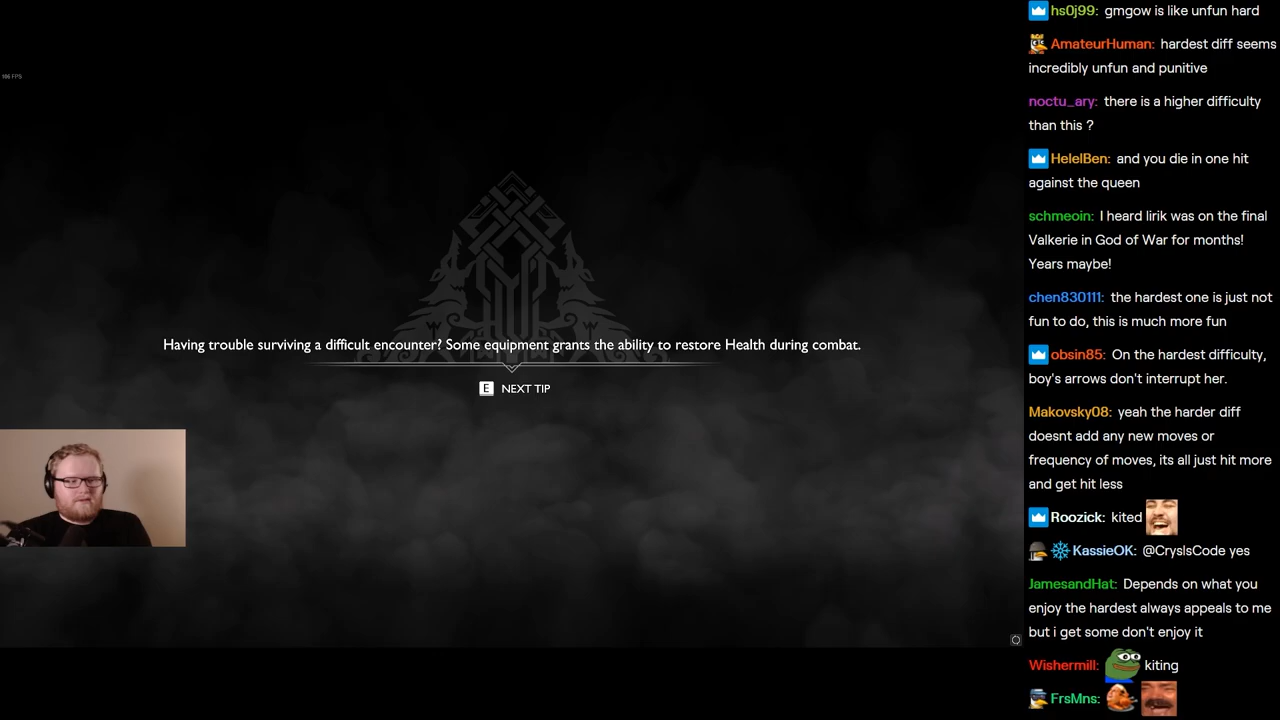 106 FPS
Having trouble surviving a difficult encounter? Some equipment grants the ability to restore Health during combat.
E NEXT TIP
hs0j99: gmgow is like unfun hard
AmateurHuman: hardest diff seems
incredibly unfun and punitive
noctu_ary: there is a higher difficulty
than this ?
HelelBen: and you die in one hit
against the queen
schmeoin: I heard lirik was on the final
Valkerie in God of War for months!
Years maybe!
chen830111: the hardest one is just not
fun to do, this is much more fun
obsin85: On the hardest difficulty,
boy's arrows don't interrupt her.
Makovsky08: yeah the harder diff
doesnt add any new moves or
frequency of moves, its all just hit more
and get hit less
Roozick: kited
KassieOK: @CrysIsCode yes
JamesandHat: Depends on what you
enjoy the hardest always appeals to me
but i get some don't enjoy it
Wishermill: kiting
FrsMns: